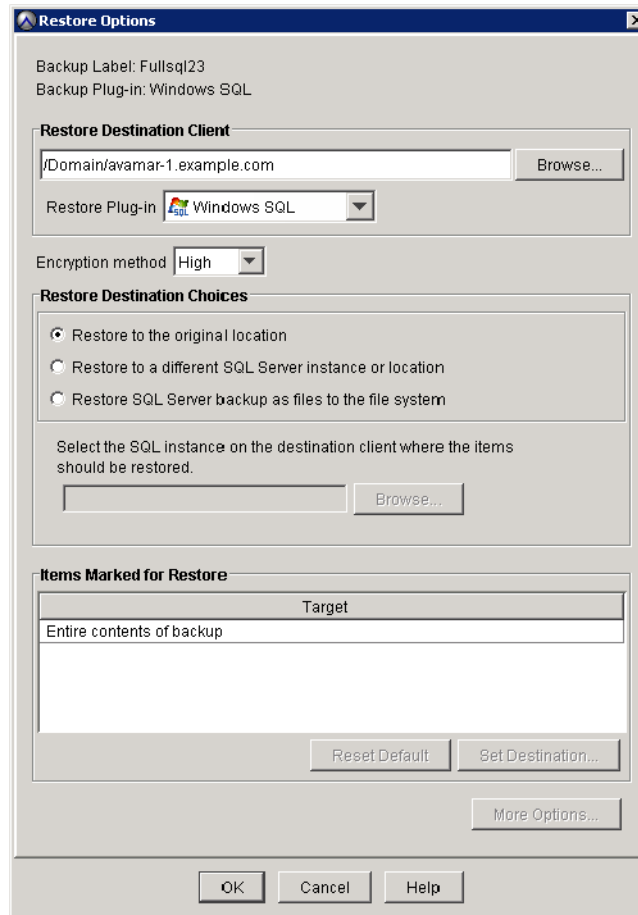 Restore Options
Backup Label: Fullsql23
Backup Plug-in: Windows SQL
Restore Destination Client
/Domain/avamar-1.example.com
Browse...
Restore Plug-in
SQL
Windows SQL
Encryption method
High
Restore Destination Choices
Restore to the original location
Restore to a different SQL Server instance or location
Restore SQL Server backup as files to the file system
Select the SQL instance on the destination client where the items
should be restored.
Browse...
Items Marked for Restore
Target
Entire contents of backup
Reset Default
Set Destination...
More Options...
OK
Cancel
Help